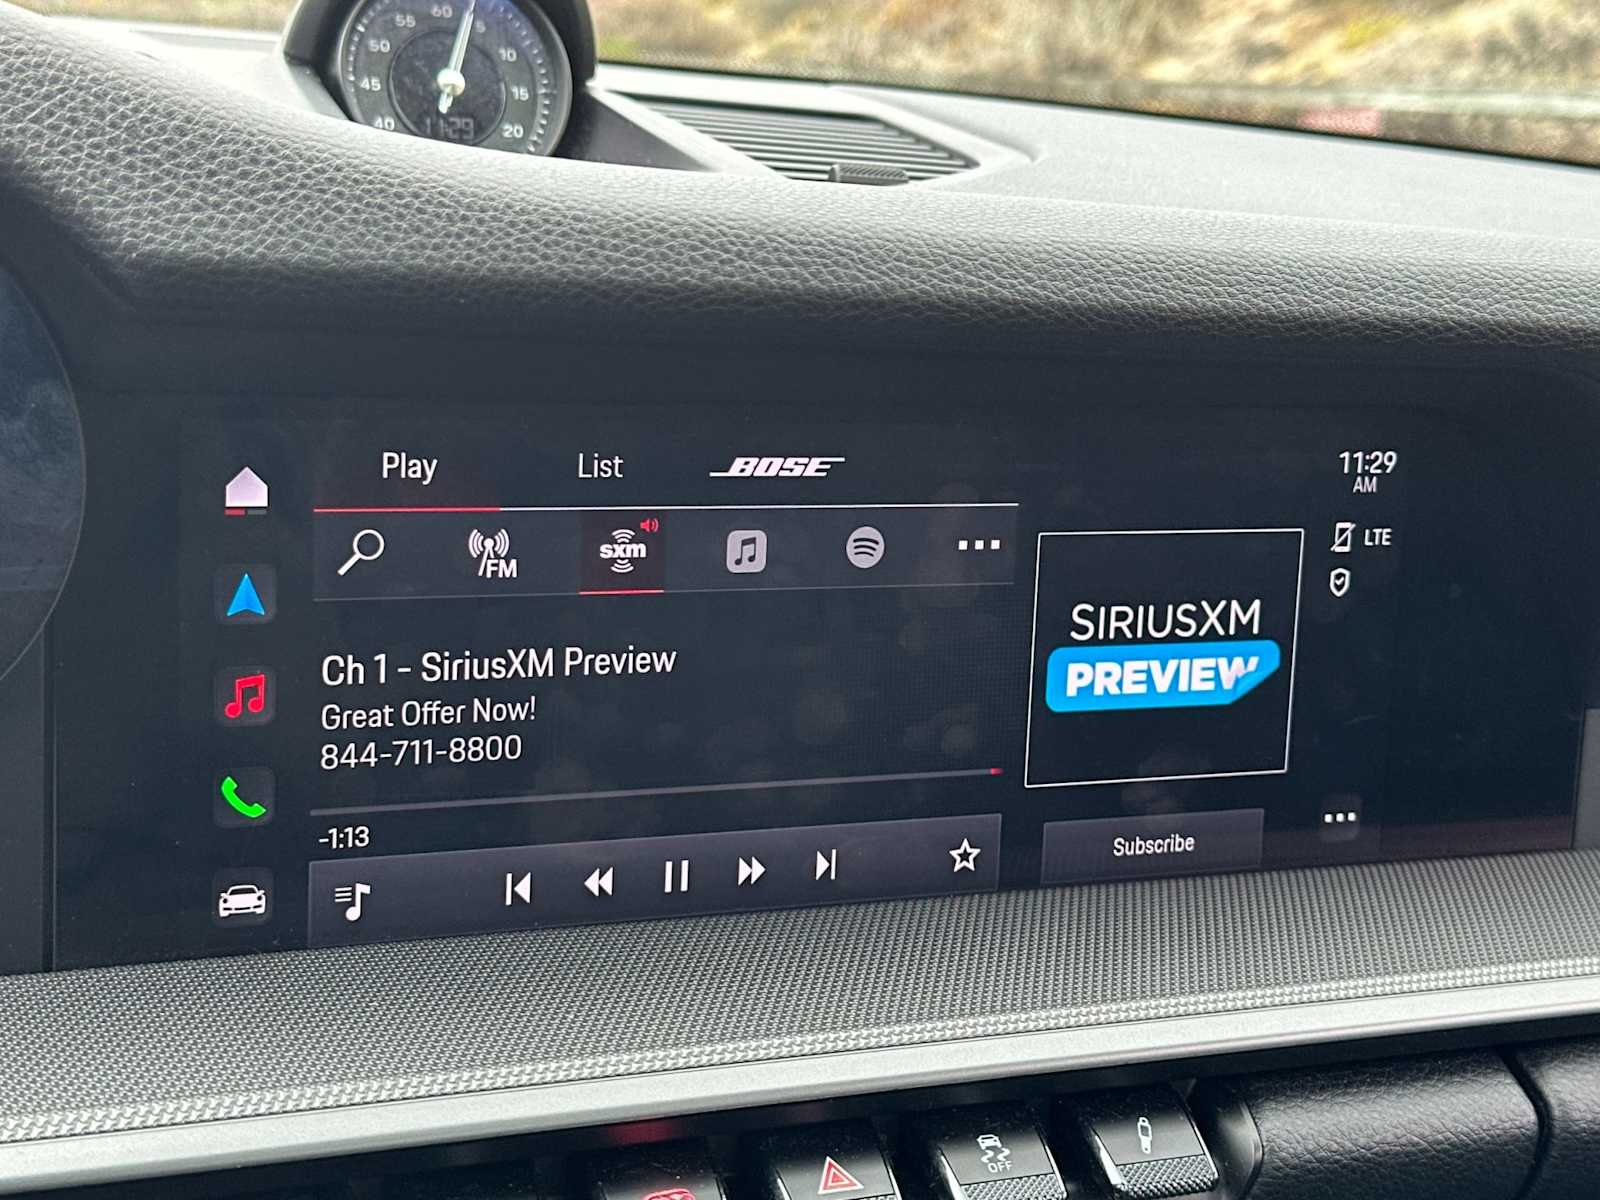 60
55
5
50
10
45
15
40
20
11:29
Play
List
BOSE
11:29
AM
FM
sxm
LTE
Ch 1 - SiriusXM Preview
Great Offer Now!
844-711-8800
SIRIUSXM
PREVIEW
-1:13
Subscribe
OFF